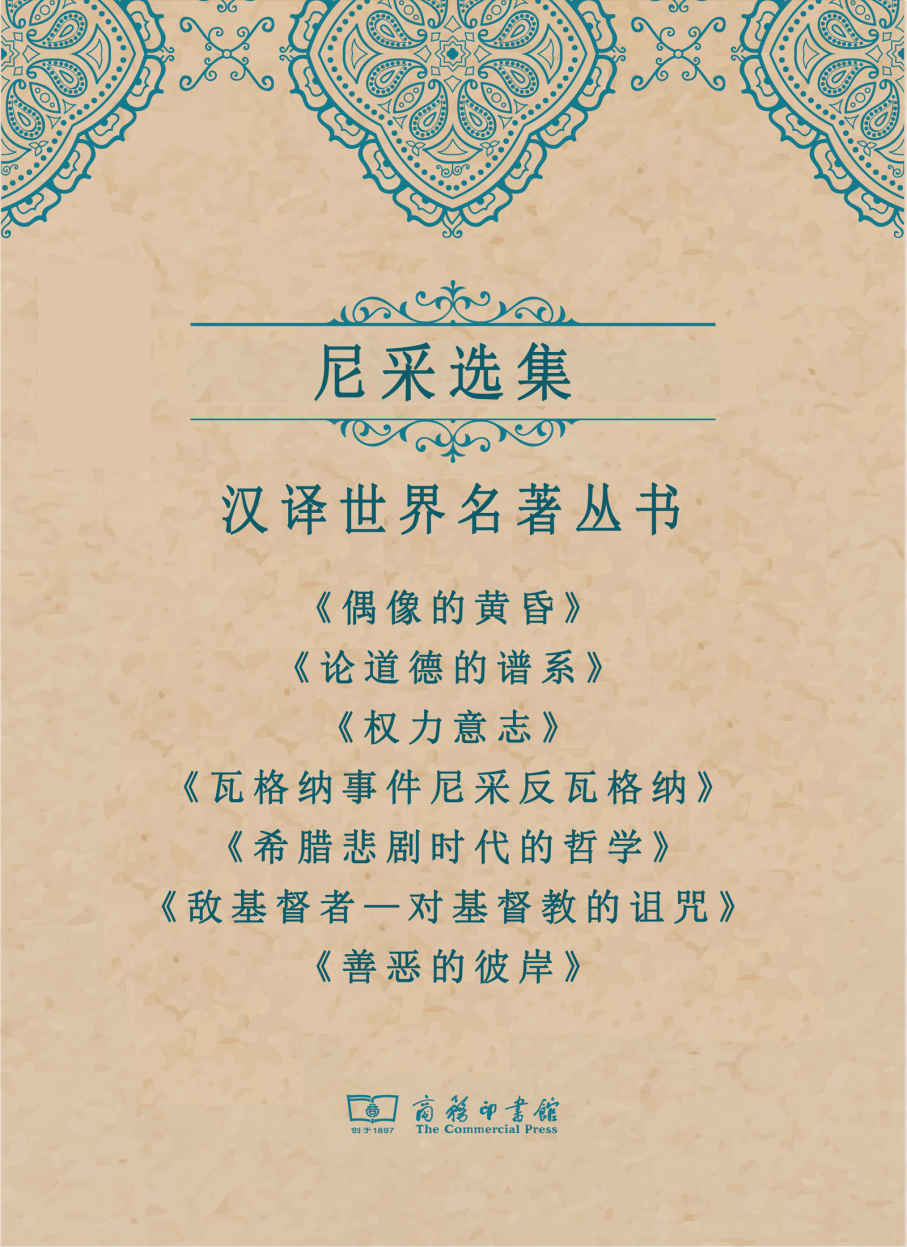 尼采选集
汉译世界名著丛书
《偶像的黄昏》
《论道德的谱系》
《权力意志》
《瓦格纳事件尼采反瓦格纳》
《希腊悲剧时代的哲学》
《敌基督者—对基督教的诅咒》
《善恶的彼岸》
商務印書館
创于1897
The Commercial Press